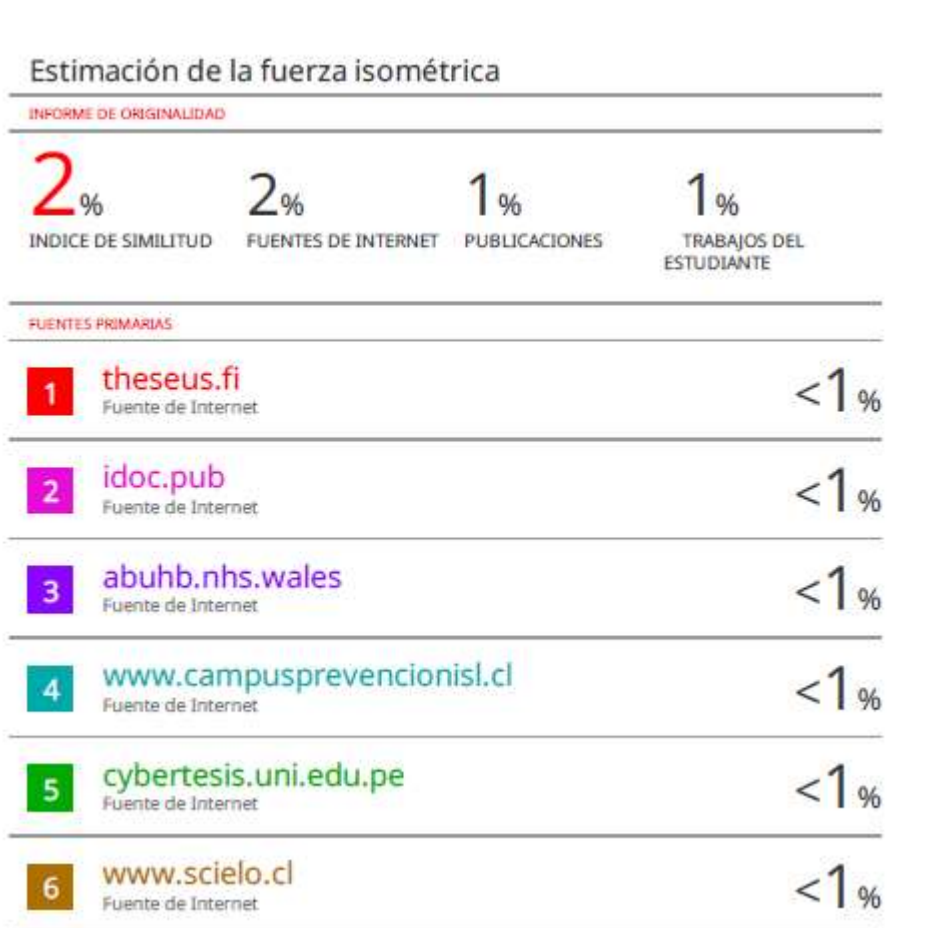 Estimación de la fuerza isométrica
INFORME DE ORIGINALIDAD
2% 2% 1% 1%
INDICE DE SIMILITUD FUENTES DE INTERNET PUBLICACIONES TRABAJOS DEL
ESTUDIANTE
FUENTES PRIMARIAS
1 theseus.fi <1%
Fuente de Internet
2 idoc.pub <1%
Fuente de Internet
3 abuhb.nhs.wales <1%
Fuente de Internet
4 www.campusprevencionisl.cl <1%
Fuente de Internet
5 cybertesis.uni.edu.pe <1%
Fuente de Internet
6 www.scielo.cl <1%
Fuente de Internet